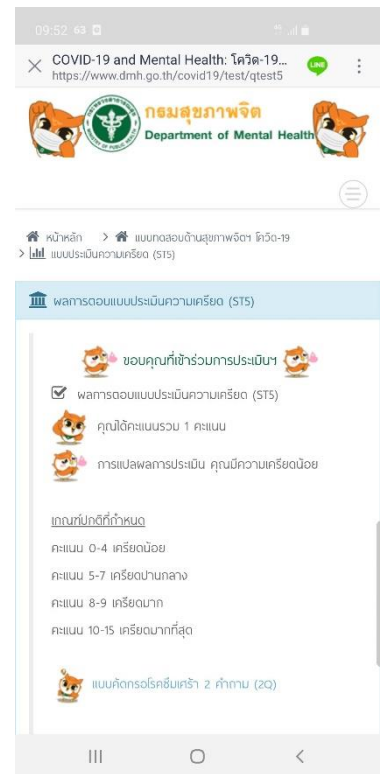 09:52 63
COVID-19 and Mental Health: โควิด-19...
https://www.dmh.go.th/covid19/test/qtest5
LINE
กรมสุขภาพจิต
Department of Mental Health
หน้าหลัก > แบบทดสอบด้านสุขภาพจิตฯ โควิด-19
> แบบประเมินความเครียด (ST5)
ผลการตอบแบบประเมินความเครียด (ST5)
ขอบคุณที่เข้าร่วมการประเมินฯ
ผลการตอบแบบประเมินความเครียด (ST5)
คุณได้คะแนนรวม 1 คะแนน
การแปลผลการประเมิน คุณมีความเครียดน้อย
เกณฑ์ปกติที่กำหนด
คะแนน 0-4 เครียดน้อย
คะแนน 5-7 เครียดปานกลาง
คะแนน 8-9 เครียดมาก
คะแนน 10-15 เครียดมากที่สุด
แบบคัดกรอโรคซึมเศร้า 2 คำถาม (2Q)